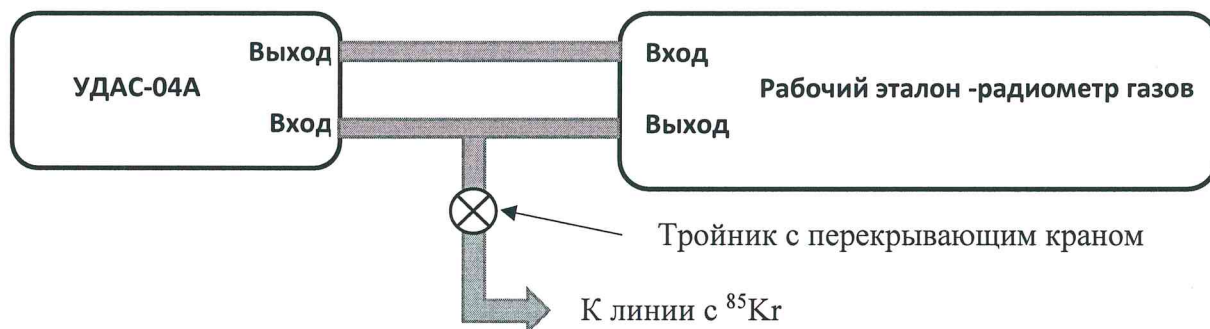 Выход
Вход
УДАС-04А
Рабочий эталон -радиометр газов
Вход
Выход
Тройник с перекрывающим краном
К линии с ⁸⁵Kr